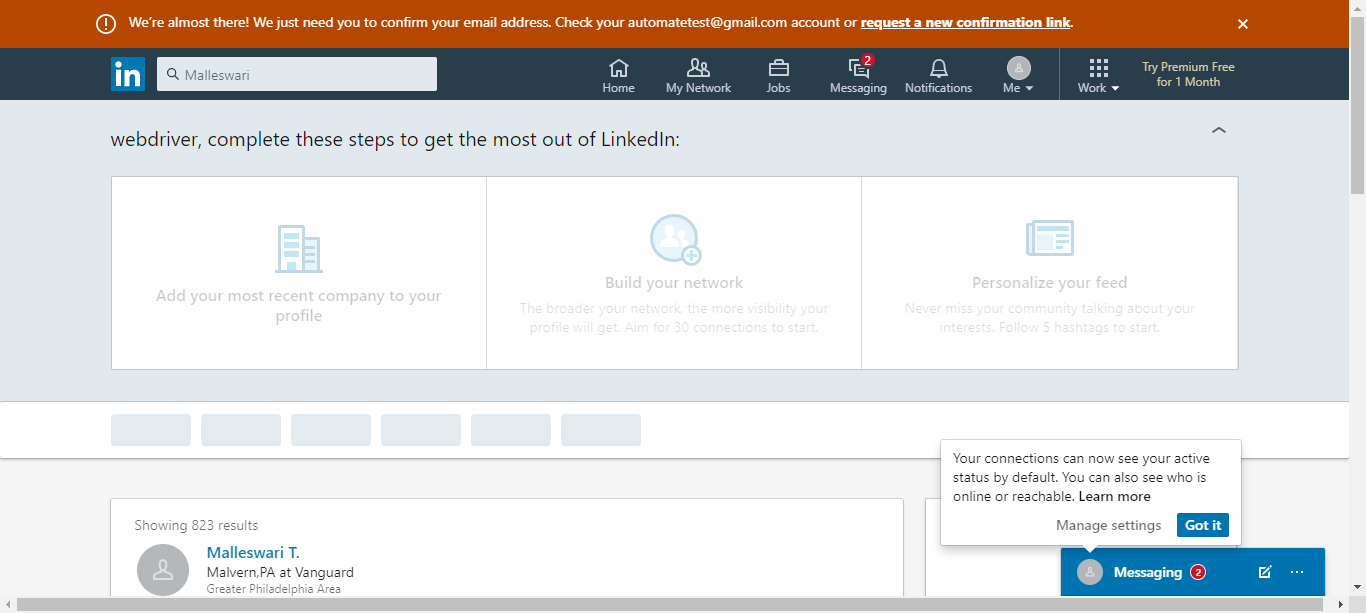 We're almost there! We just need you to confirm your email address. Check your automatetest@gmail.com account or request a new confirmation link.
in
Malleswari
Home
My Network
Jobs
2
Messaging
Notifications
Me
Work
Try Premium Free
for 1 Month
webdriver, complete these steps to get the most out of LinkedIn:
Add your most recent company to your
profile
Build your network
The broader your network, the more visibility your
profile will get. Aim for 30 connections to start.
Personalize your feed
Never miss your community talking about your
interests. Follow 5 hashtags to start.
Your connections can now see your active
status by default. You can also see who is
online or reachable. Learn more
Manage settings
Got it
Showing 823 results
Malleswari T.
Malvern,PA at Vanguard
Greater Philadelphia Area
Messaging 2